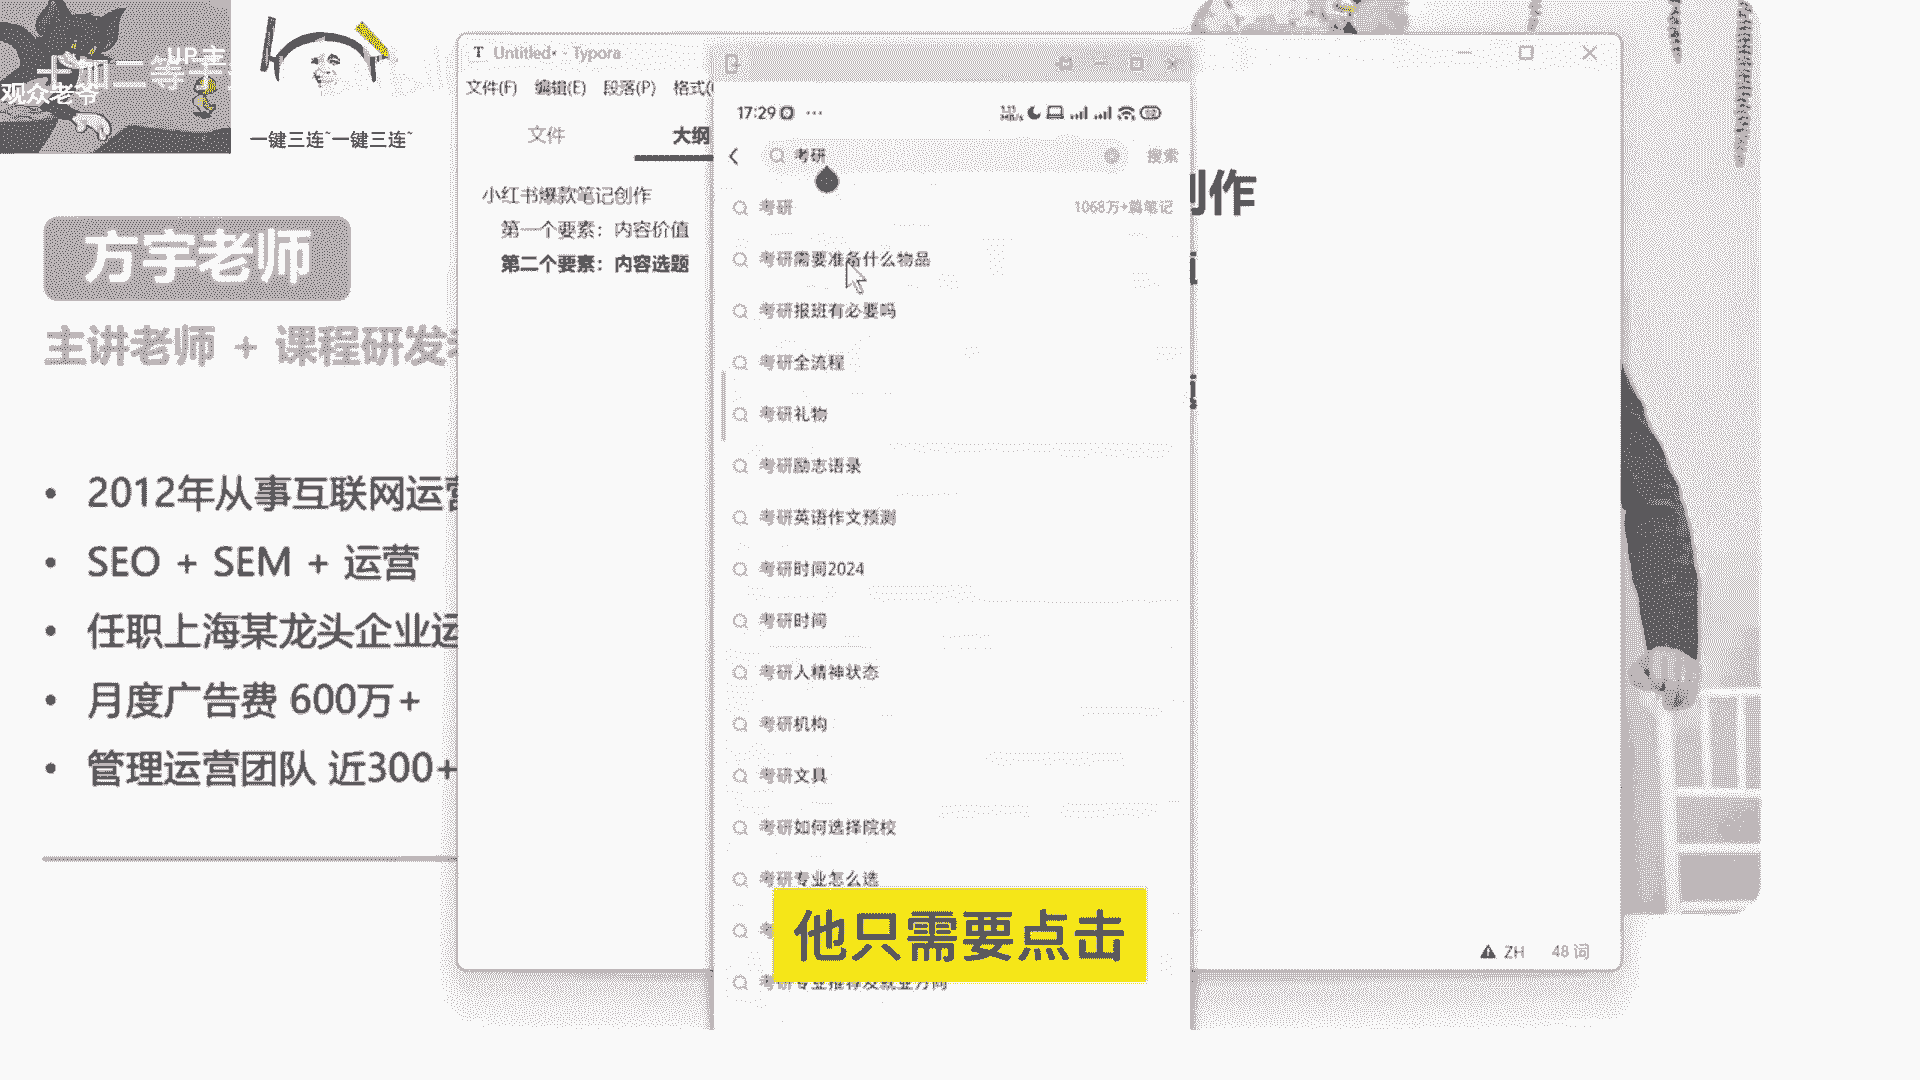 UP主
观众老爷
一键三连~一键三连~
方宇老师
主讲老师 + 课程研发
2012年从事互联网运营
SEO + SEM + 运营
任职上海某龙头企业运
月度广告费 600万+
管理运营团队 近300+
T Untitled• - Typora
文件(F) 编辑(E) 段落(P) 格式(
文件 大纲
小红书爆款笔记创作
第一个要素：内容价值
第二个要素：内容选题
创作
17:29 ···
考研 搜索
考研 1068万+篇笔记
考研需要准备什么物品
考研报班有必要吗
考研全流程
考研礼物
考研励志语录
考研英语作文预测
考研时间2024
考研时间
考研人精神状态
考研机构
考研文具
考研如何选择院校
考研专业怎么选
考研专业推荐及就业方向
他只需要点击
ZH 48 词